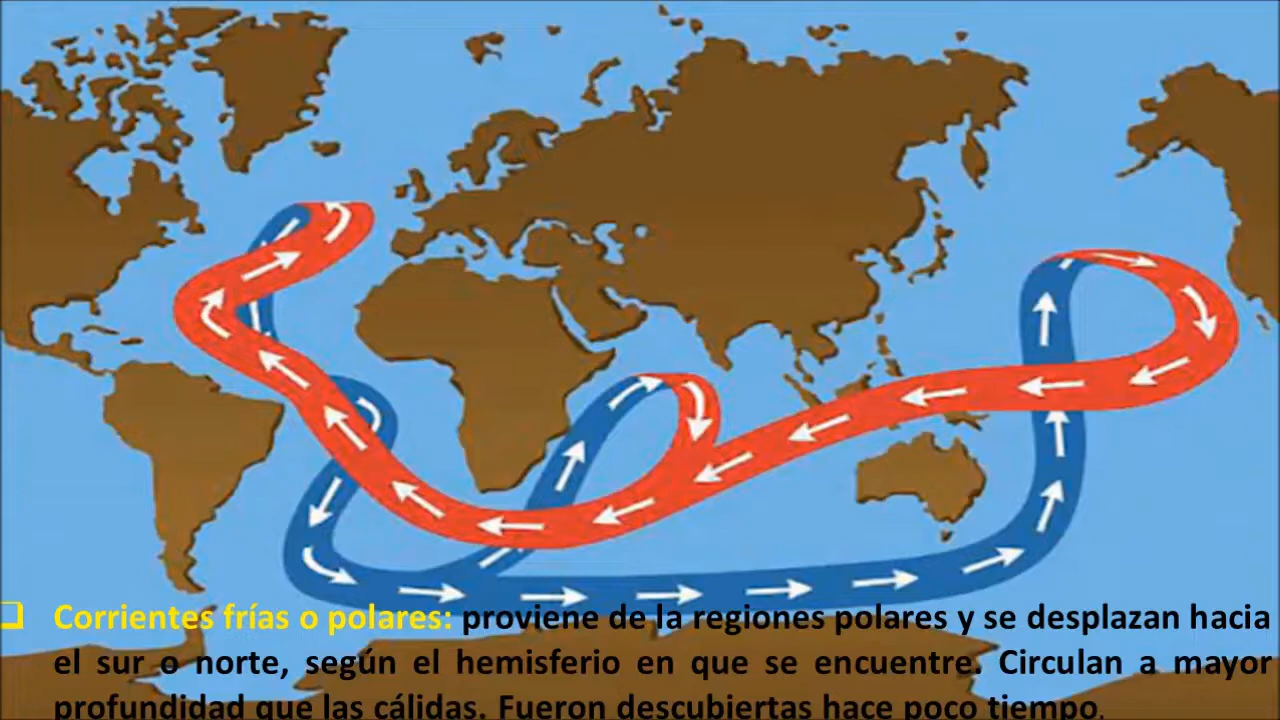 Corrientes frías o polares: proviene de la regiones polares y se desplazan hacia
el sur o norte, según el hemisferio en que se encuentre. Circulan a mayor
profundidad que las cálidas. Fueron descubiertas hace poco tiempo.